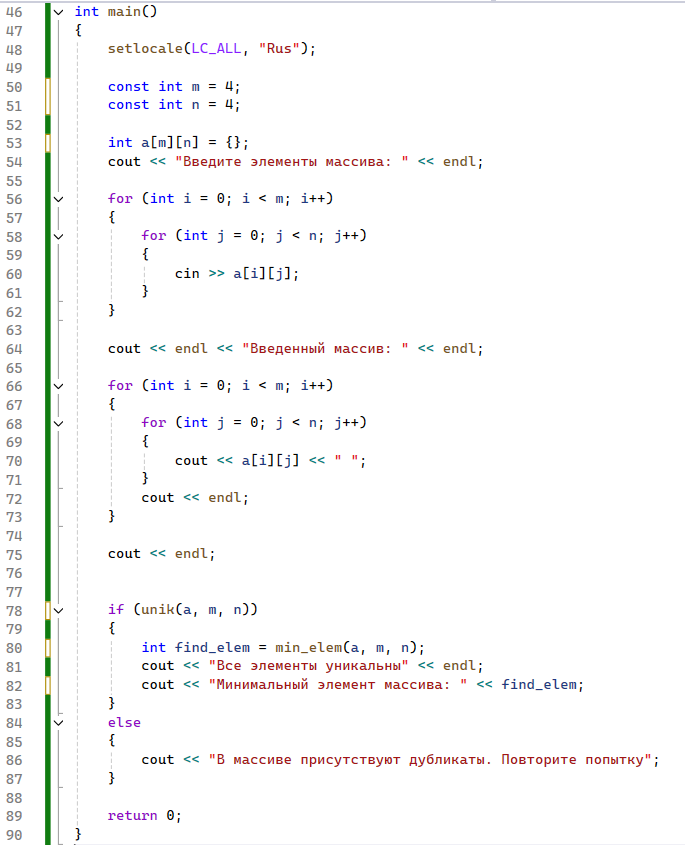 46 int main()
47 {
48 setlocale(LC_ALL, "Rus");
49
50 const int m = 4;
51 const int n = 4;
52
53 int a[m][n] = {};
54 cout << "Введите элементы массива: " << endl;
55
56 for (int i = 0; i < m; i++)
57 {
58 for (int j = 0; j < n; j++)
59 {
60 cin >> a[i][j];
61 }
62 }
63
64 cout << endl << "Введенный массив: " << endl;
65
66 for (int i = 0; i < m; i++)
67 {
68 for (int j = 0; j < n; j++)
69 {
70 cout << a[i][j] << " ";
71 }
72 cout << endl;
73 }
74
75 cout << endl;
76
77
78 if (unik(a, m, n))
79 {
80 int find_elem = min_elem(a, m, n);
81 cout << "Все элементы уникальны" << endl;
82 cout << "Минимальный элемент массива: " << find_elem;
83 }
84 else
85 {
86 cout << "В массиве присутствуют дубликаты. Повторите попытку";
87 }
88
89 return 0;
90 }